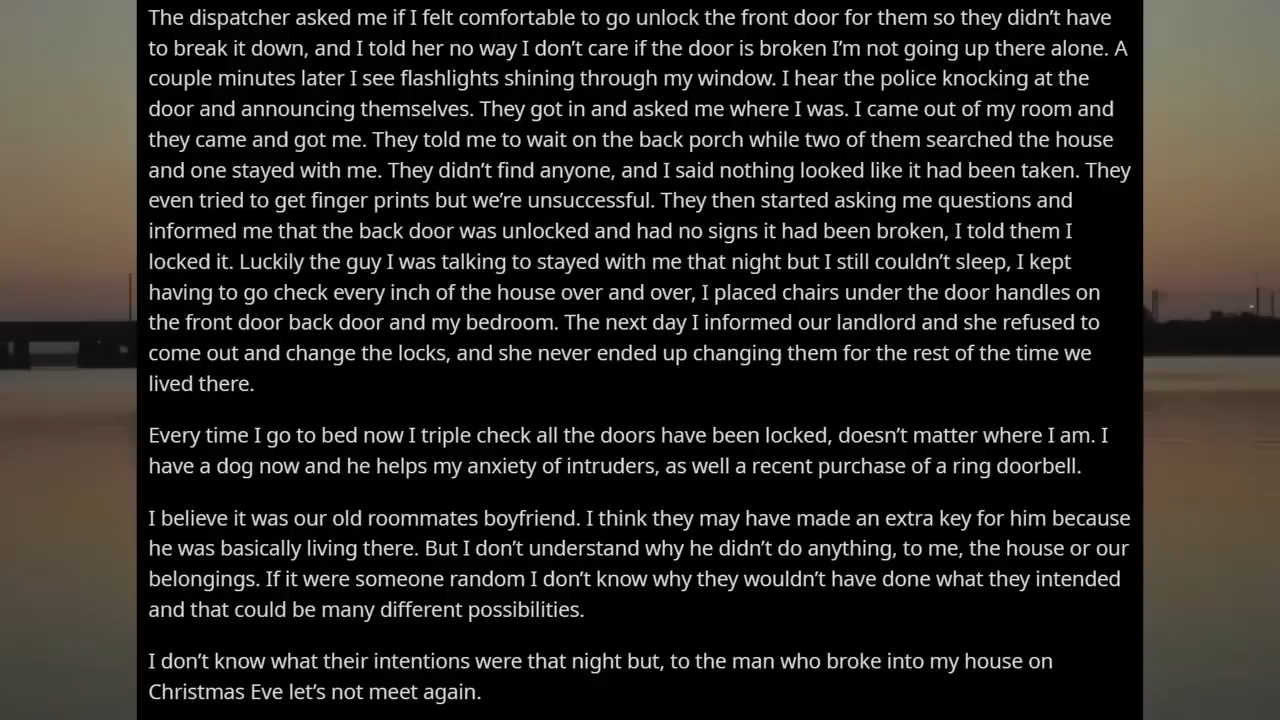 The dispatcher asked me if I felt comfortable to go unlock the front door for them so they didn’t have
to break it down, and I told her no way I don’t care if the door is broken I’m not going up there alone. A
couple minutes later I see flashlights shining through my window. I hear the police knocking at the
door and announcing themselves. They got in and asked me where I was. I came out of my room and
they came and got me. They told me to wait on the back porch while two of them searched the house
and one stayed with me. They didn’t find anyone, and I said nothing looked like it had been taken. They
even tried to get finger prints but we’re unsuccessful. They then started asking me questions and
informed me that the back door was unlocked and had no signs it had been broken, I told them I
locked it. Luckily the guy I was talking to stayed with me that night but I still couldn’t sleep, I kept
having to go check every inch of the house over and over, I placed chairs under the door handles on
the front door back door and my bedroom. The next day I informed our landlord and she refused to
come out and change the locks, and she never ended up changing them for the rest of the time we
lived there.
Every time I go to bed now I triple check all the doors have been locked, doesn’t matter where I am. I
have a dog now and he helps my anxiety of intruders, as well a recent purchase of a ring doorbell.
I believe it was our old roommates boyfriend. I think they may have made an extra key for him because
he was basically living there. But I don’t understand why he didn’t do anything, to me, the house or our
belongings. If it were someone random I don’t know why they wouldn’t have done what they intended
and that could be many different possibilities.
I don’t know what their intentions were that night but, to the man who broke into my house on
Christmas Eve let’s not meet again.